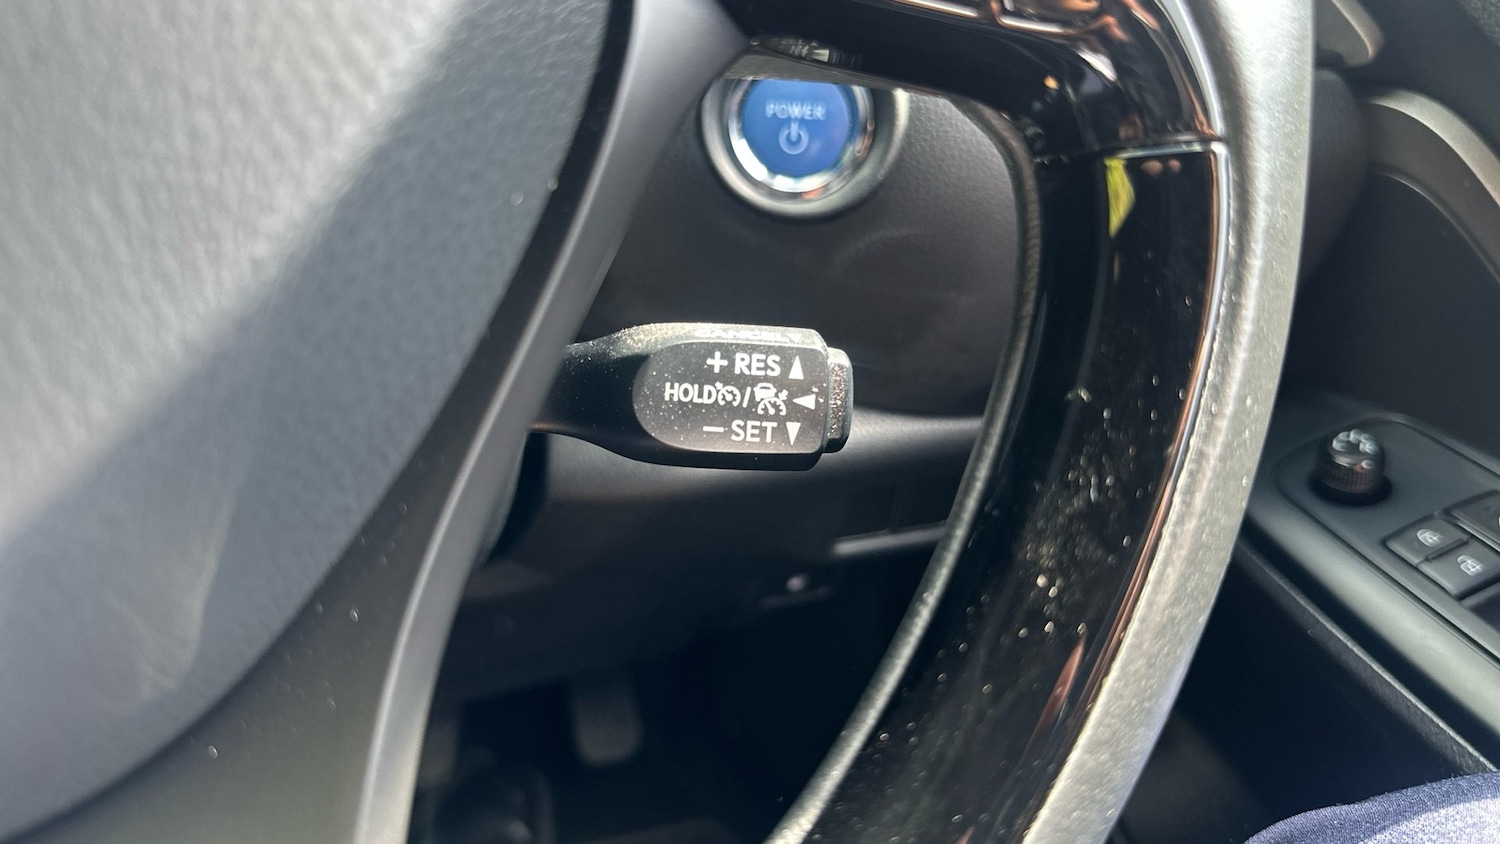 POWER
+ RES
HOLD /
– SET